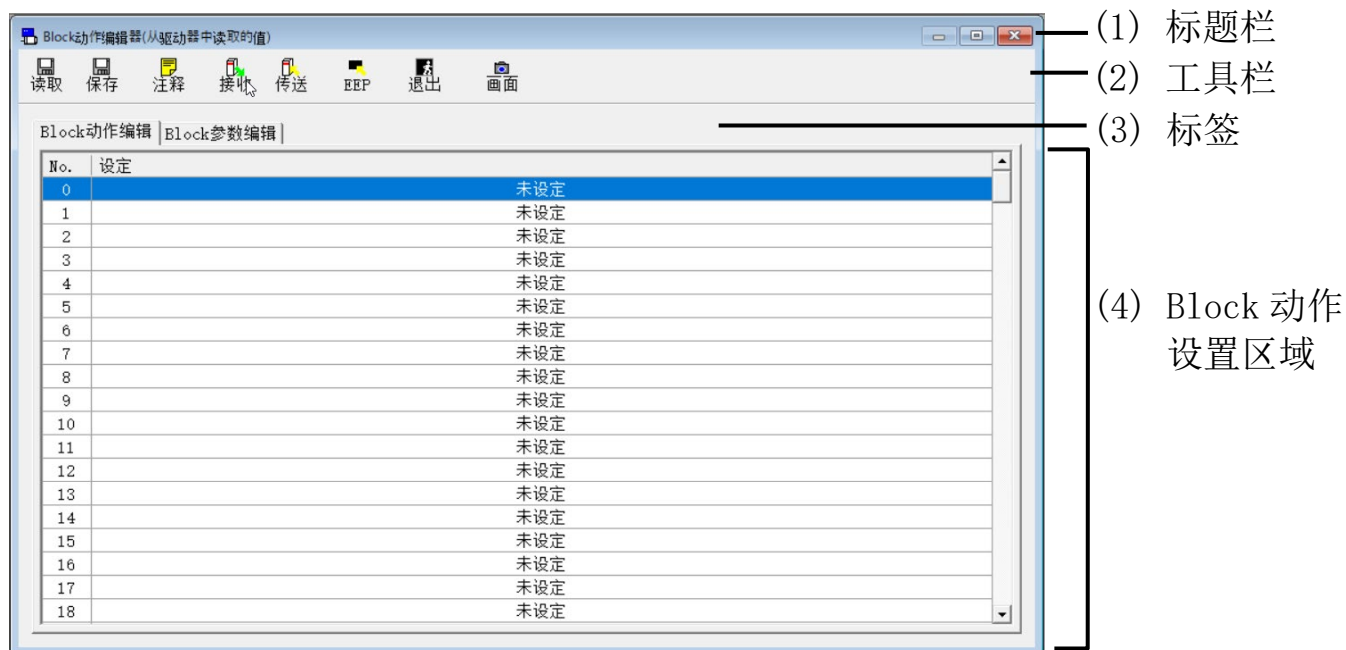 Block动作编辑器(从驱动器中读取的值)
(1) 标题栏
读取 保存 注释 接收 传送 EEP 退出 画面
(2) 工具栏
Block动作编辑 Block参数编辑
(3) 标签
No. 设定
0 未设定
1 未设定
2 未设定
3 未设定
4 未设定
5 未设定
6 未设定
7 未设定
8 未设定
9 未设定
10 未设定
11 未设定
12 未设定
13 未设定
14 未设定
15 未设定
16 未设定
17 未设定
18 未设定
(4) Block 动作
设置区域